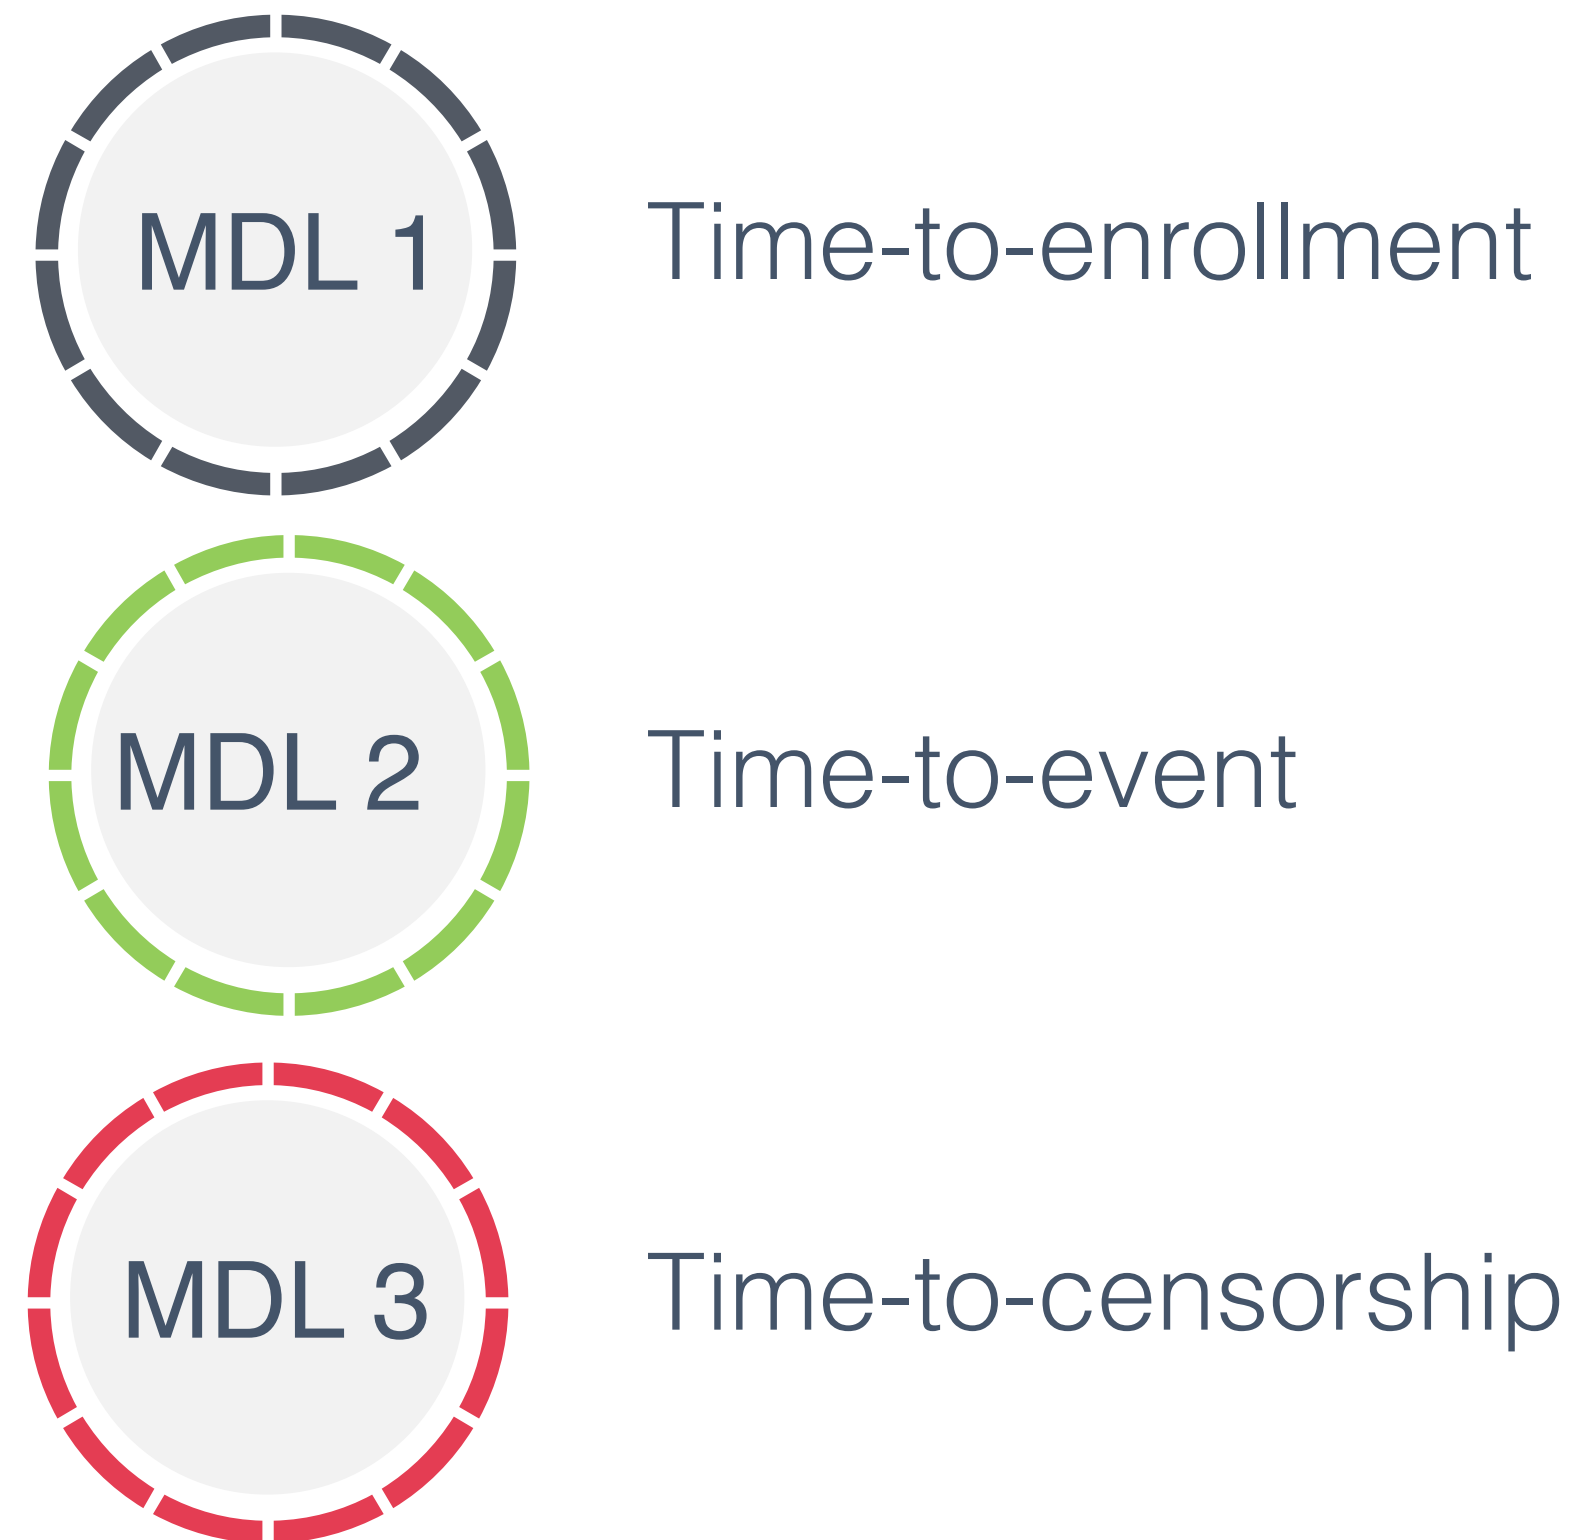 MDL 1
Time-to-enrollment
MDL 2
Time-to-event
MDL 3
Time-to-censorship